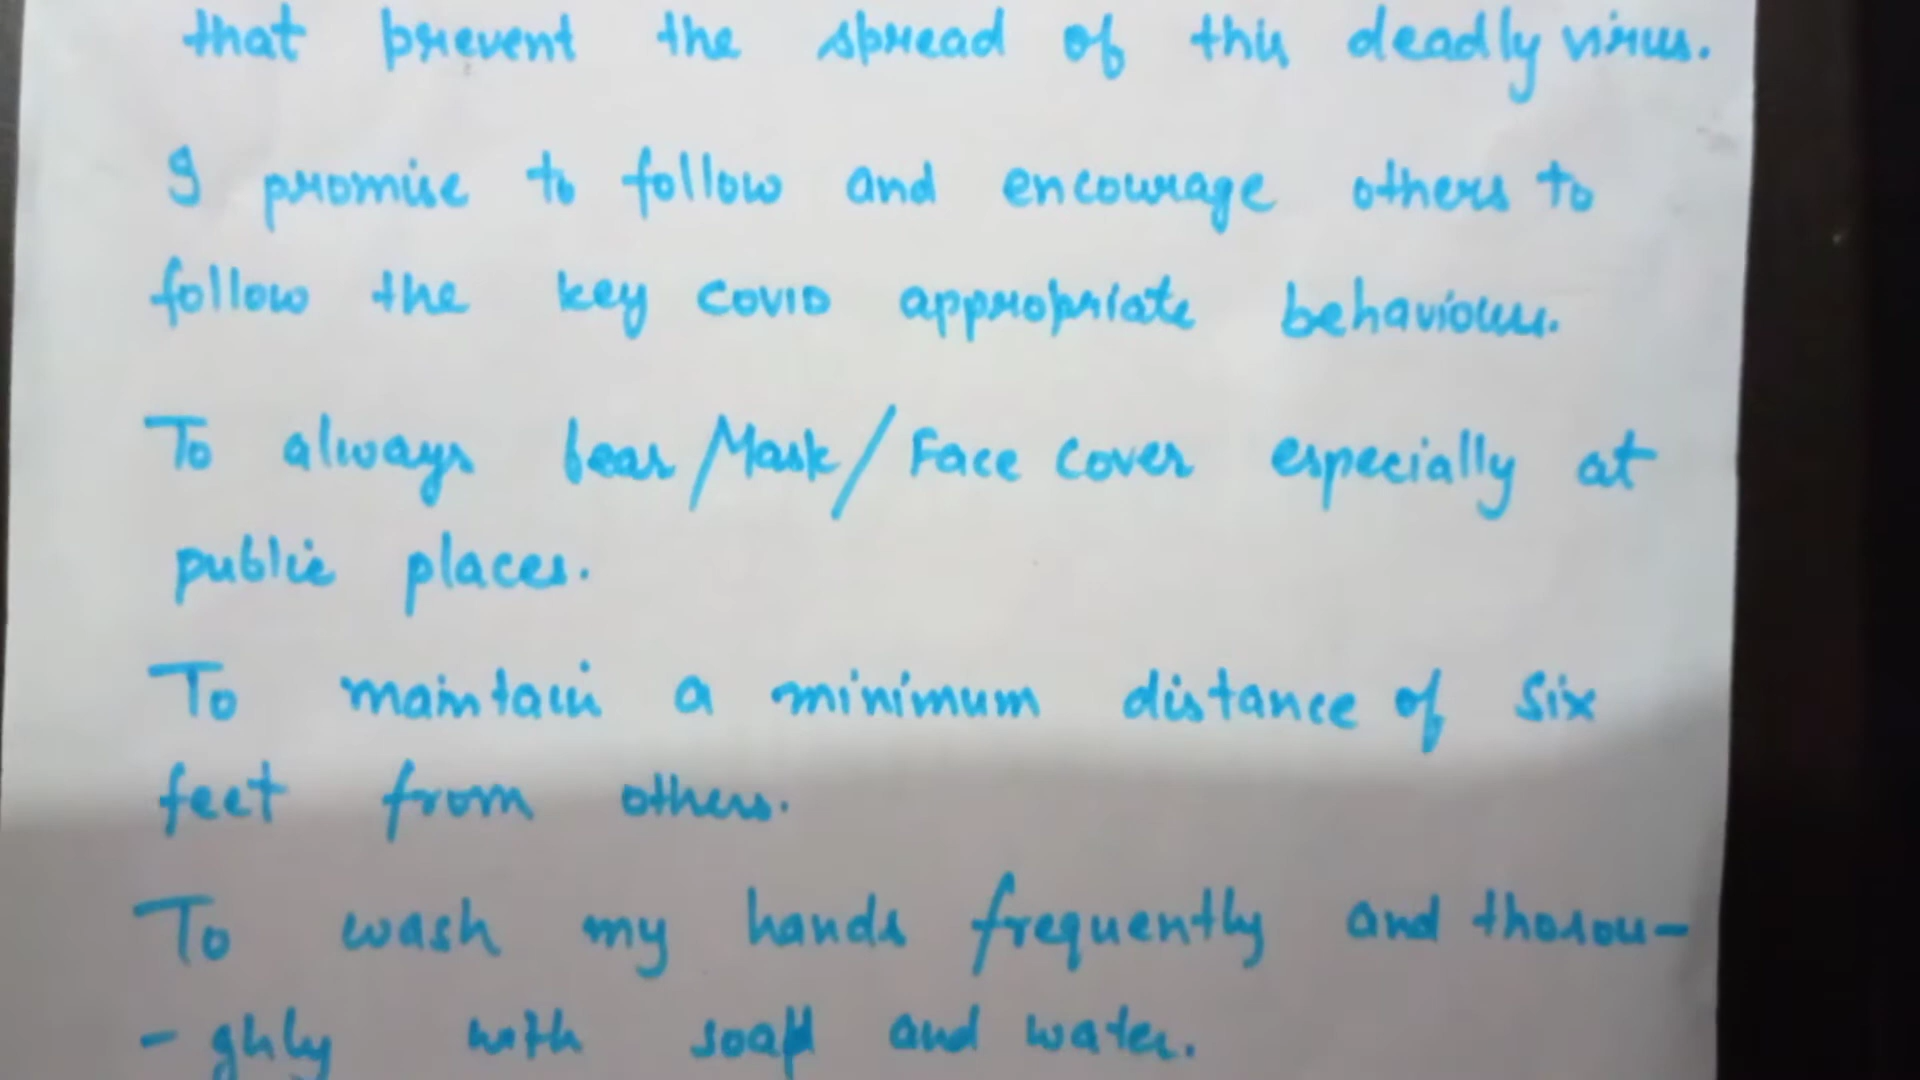 that prevent the spread of this deadly virus.
I promise to follow and encourage others to
follow the key COVID appropriate behaviour.
To always bear/Mask/Face cover especially at
public places.
To maintain a minimum distance of six
feet from others.
To wash my hands frequently and thorou-
- ghly with soap and water.